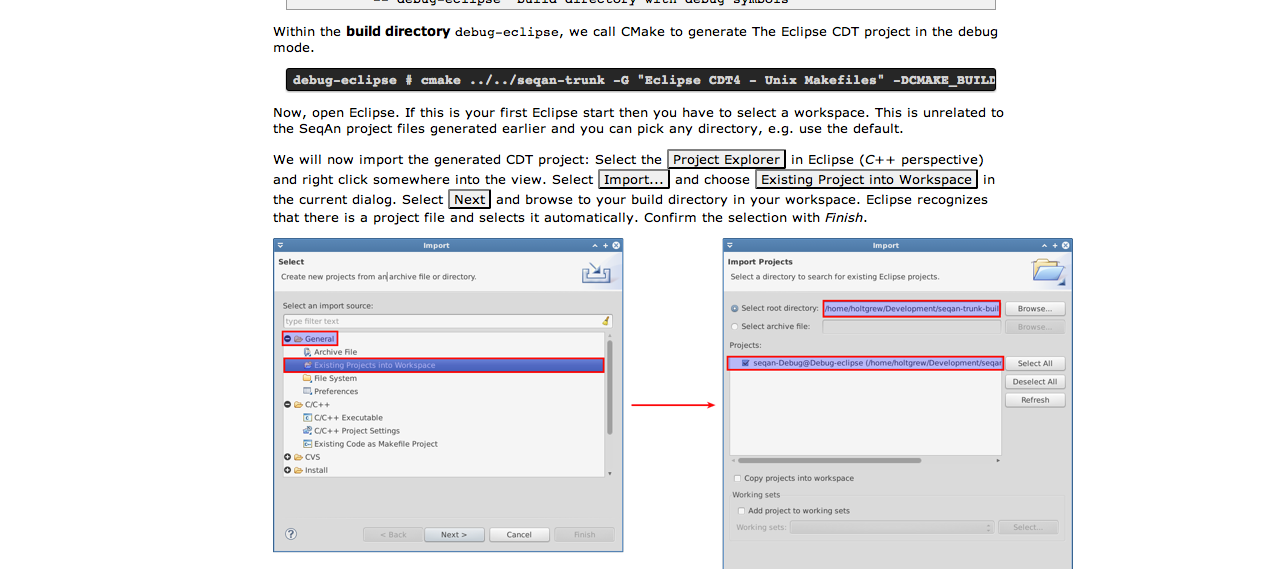 -- debug-eclipse build directory with debug symbols
Within the build directory debug-eclipse, we call CMake to generate The Eclipse CDT project in the debug
mode.
debug-eclipse # cmake ../../seqan-trunk -G "Eclipse CDT4 - Unix Makefiles" -DCMAKE_BUILD
Now, open Eclipse. If this is your first Eclipse start then you have to select a workspace. This is unrelated to
the SeqAn project files generated earlier and you can pick any directory, e.g. use the default.
We will now import the generated CDT project: Select the Project Explorer in Eclipse (C++ perspective)
and right click somewhere into the view. Select Import... and choose Existing Project into Workspace in
the current dialog. Select Next and browse to your build directory in your workspace. Eclipse recognizes
that there is a project file and selects it automatically. Confirm the selection with Finish.
Import
Select
Create new projects from an archive file or directory.
Select an import source:
type filter text
General
Archive File
Existing Projects into Workspace
File System
Preferences
C/C++
C/C++ Executable
C/C++ Project Settings
Existing Code as Makefile Project
CVS
Install
?
< Back
Next >
Cancel
Finish
Import
Import Projects
Select a directory to search for existing Eclipse projects.
Select root directory: /home/holtgrew/Development/seqan-trunk-buil Browse...
Select archive file: Browse...
Projects:
seqan-Debug@Debug-eclipse (/home/holtgrew/Development/seqan Select All
Deselect All
Refresh
Copy projects into workspace
Working sets
Add project to working sets
Working sets: Select...